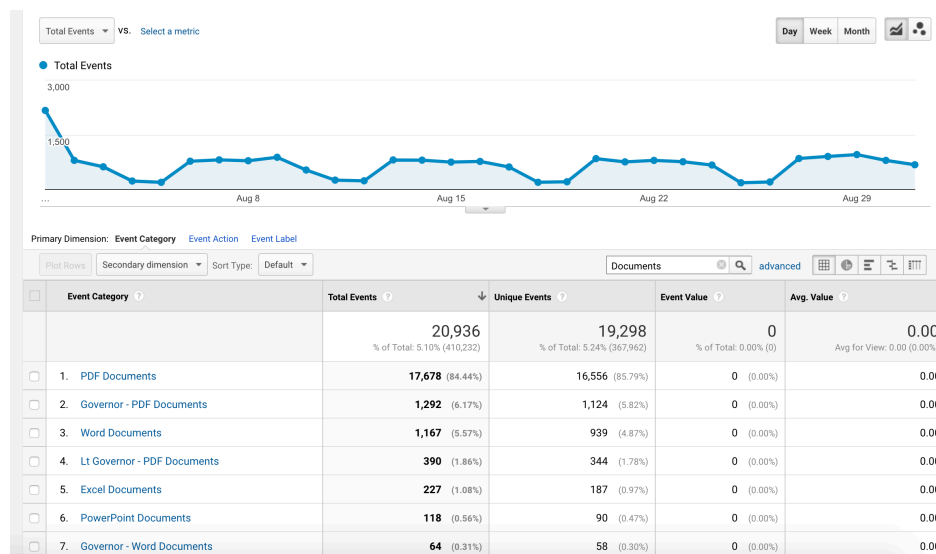 Total Events VS. Select a metric Day Week Month
Total Events
3,000
1,500
... Aug 8 Aug 15 Aug 22 Aug 29
Primary Dimension: Event Category Event Action Event Label
Plot Rows Secondary dimension Sort Type: Default Documents advanced
Event Category ? Total Events ? Unique Events ? Event Value ? Avg. Value ?
20,936 19,298 0 0.00
% of Total: 5.10% (410,232) % of Total: 5.24% (367,962) % of Total: 0.00% (0) Avg for View: 0.00 (0.00%
1. PDF Documents 17,678 (84.44%) 16,556 (85.79%) 0 (0.00%) 0.00
2. Governor - PDF Documents 1,292 (6.17%) 1,124 (5.82%) 0 (0.00%) 0.00
3. Word Documents 1,167 (5.57%) 939 (4.87%) 0 (0.00%) 0.00
4. Lt Governor - PDF Documents 390 (1.86%) 344 (1.78%) 0 (0.00%) 0.00
5. Excel Documents 227 (1.08%) 187 (0.97%) 0 (0.00%) 0.00
6. PowerPoint Documents 118 (0.56%) 90 (0.47%) 0 (0.00%) 0.00
7. Governor - Word Documents 64 (0.31%) 58 (0.30%) 0 (0.00%) 0.00